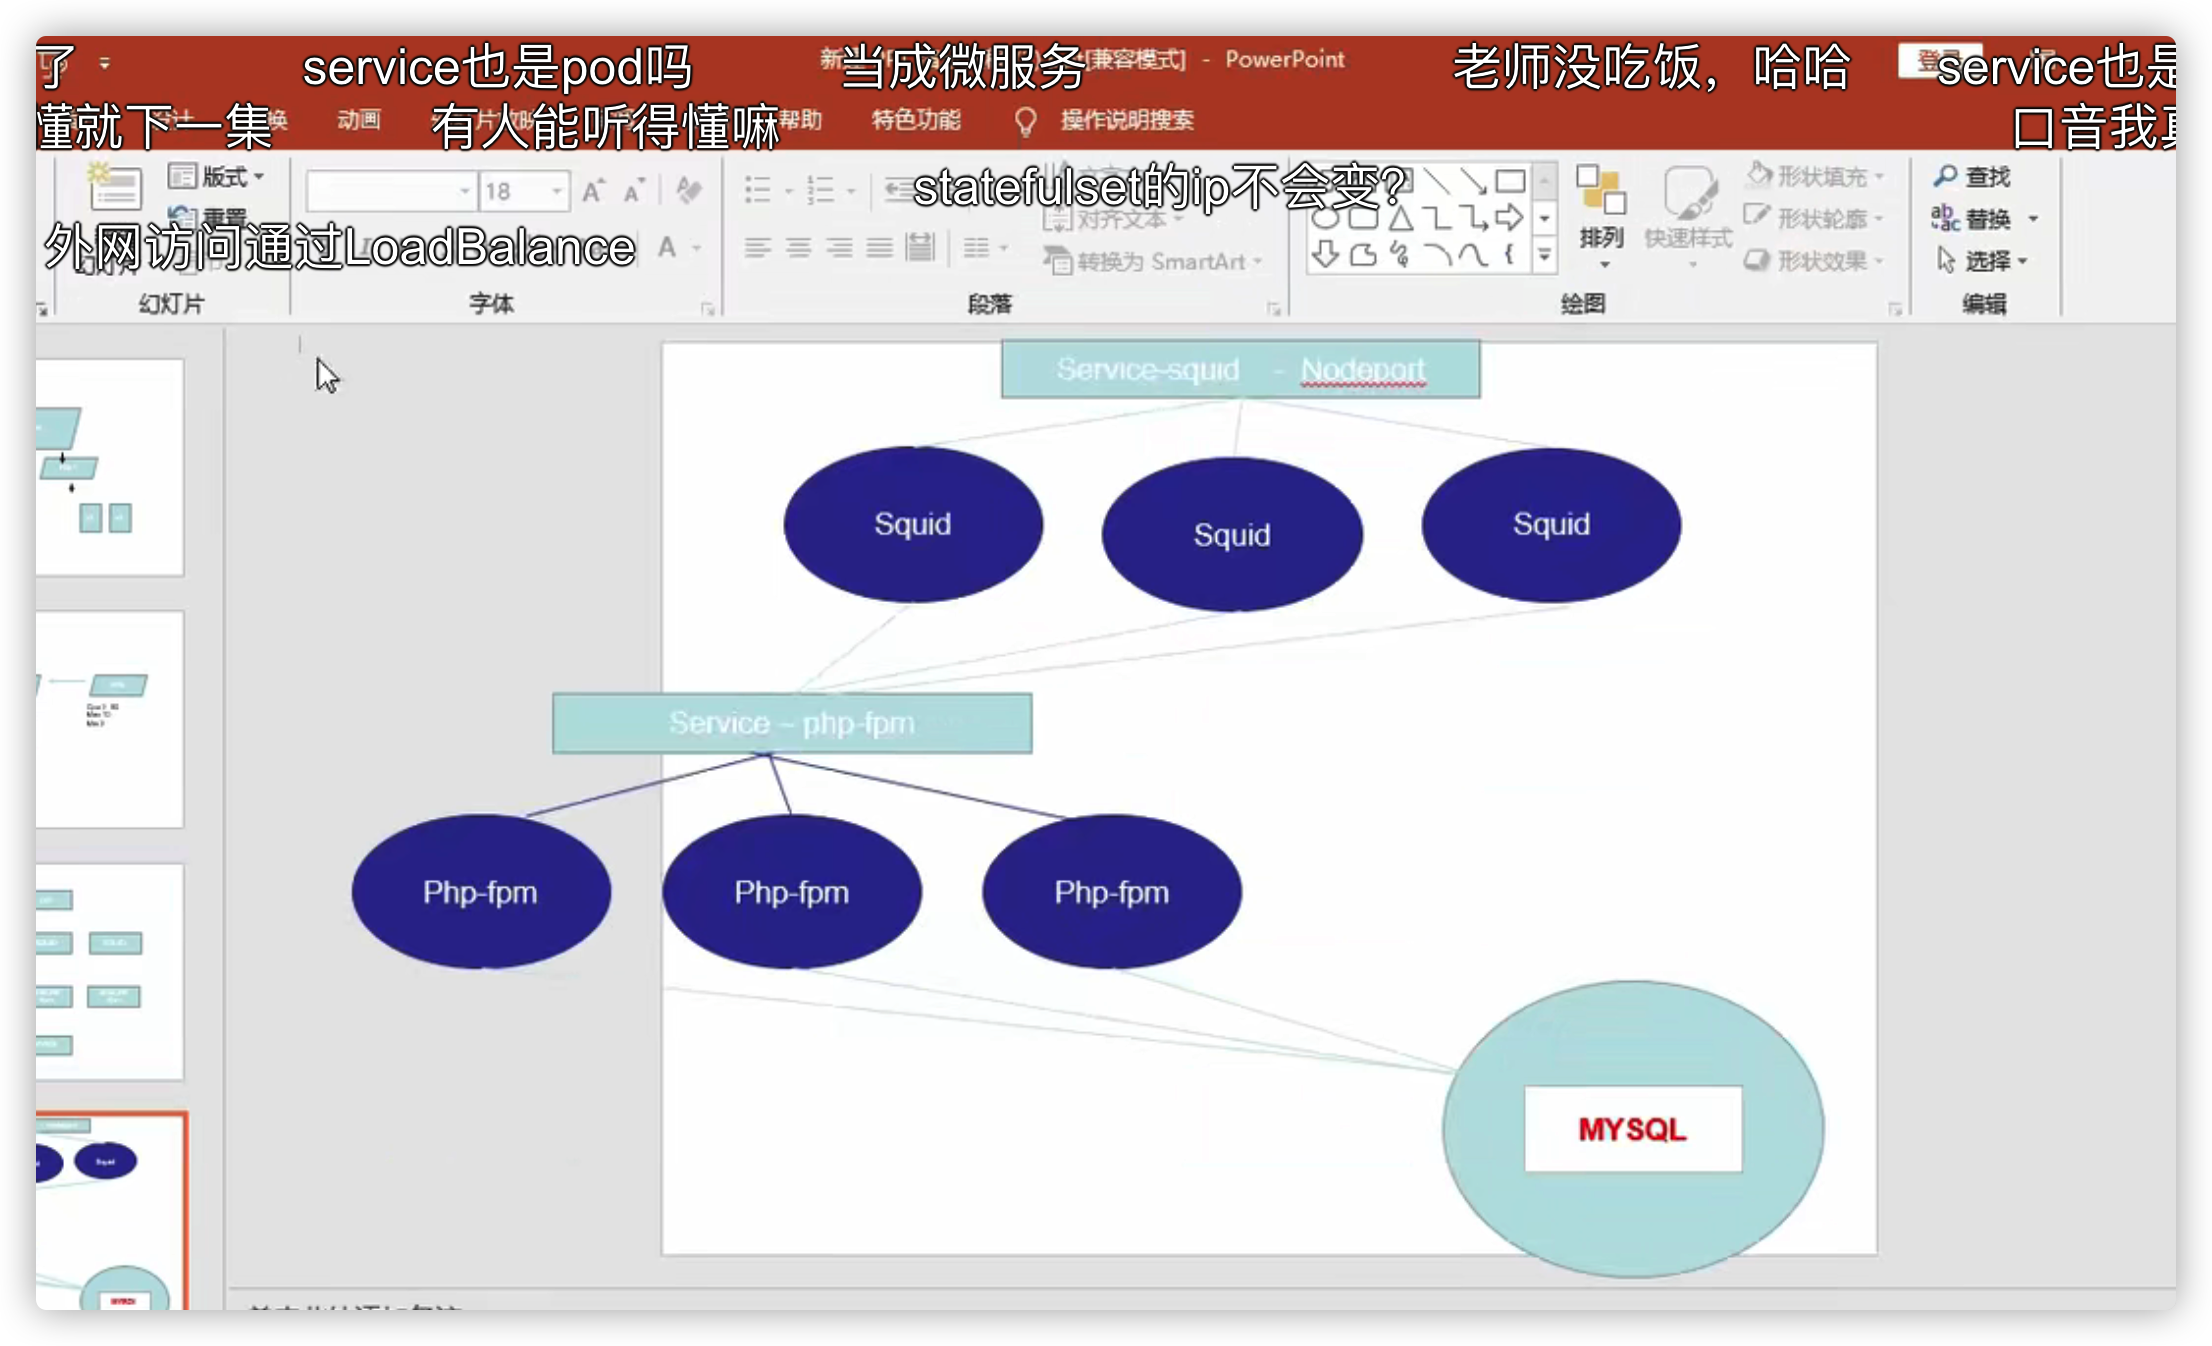 了
service也是pod吗
当成微服务
[兼容模式] - PowerPoint
老师没吃饭，哈哈
service也是
懂就下一集
动画
有人能听得懂嘛
帮助
特色功能
操作说明搜索
口音我真
版式
18
statefulset的ip不会变?
形状填充
查找
重置
对齐文本
形状轮廓
替换
外网访问通过LoadBalance
转换为 SmartArt
排列
快速样式
形状效果
选择
幻灯片
字体
段落
绘图
编辑
Service-squid - Nodeport
Squid
Squid
Squid
Service – php-fpm
Php-fpm
Php-fpm
Php-fpm
MYSQL